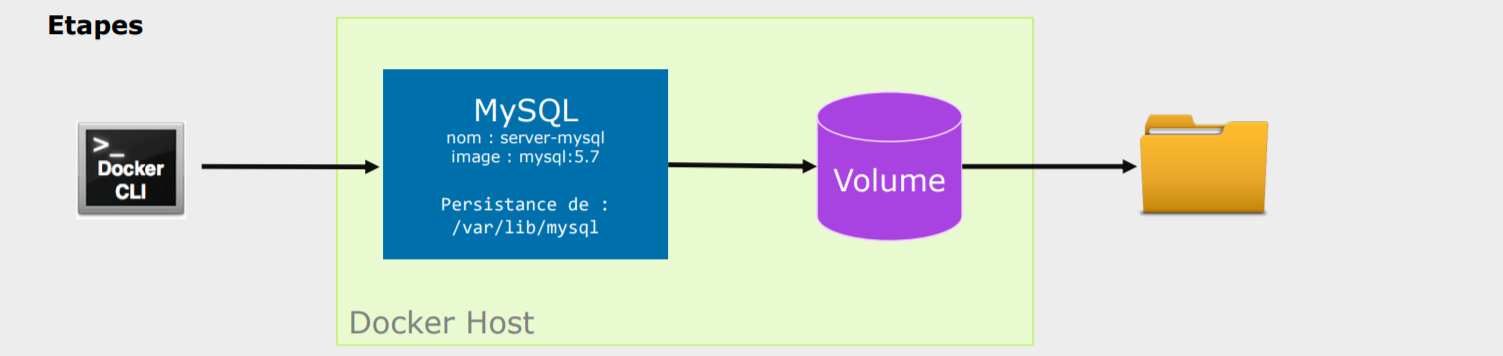 Etapes
>_
Docker
CLI
MySQL
nom : server-mysql
image : mysql:5.7
Persistance de :
/var/lib/mysql
Volume
Docker Host